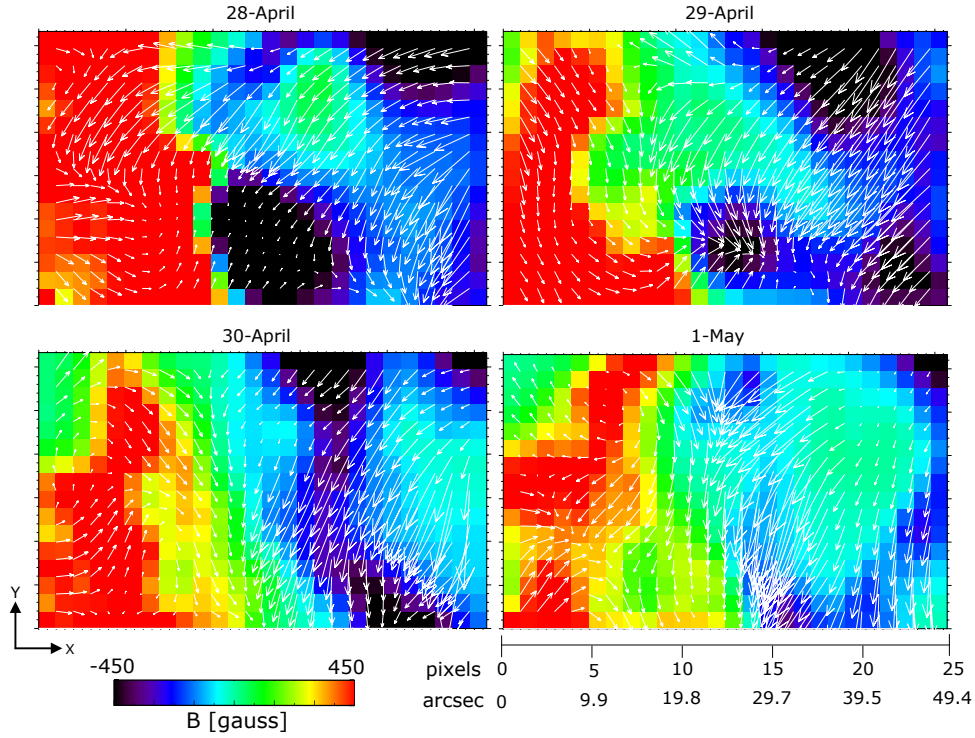 28-April 29-April
30-April 1-May
Y
X
-450 450
B [gauss]
pixels 0 5 10 15 20 25
arcsec 0 9.9 19.8 29.7 39.5 49.4